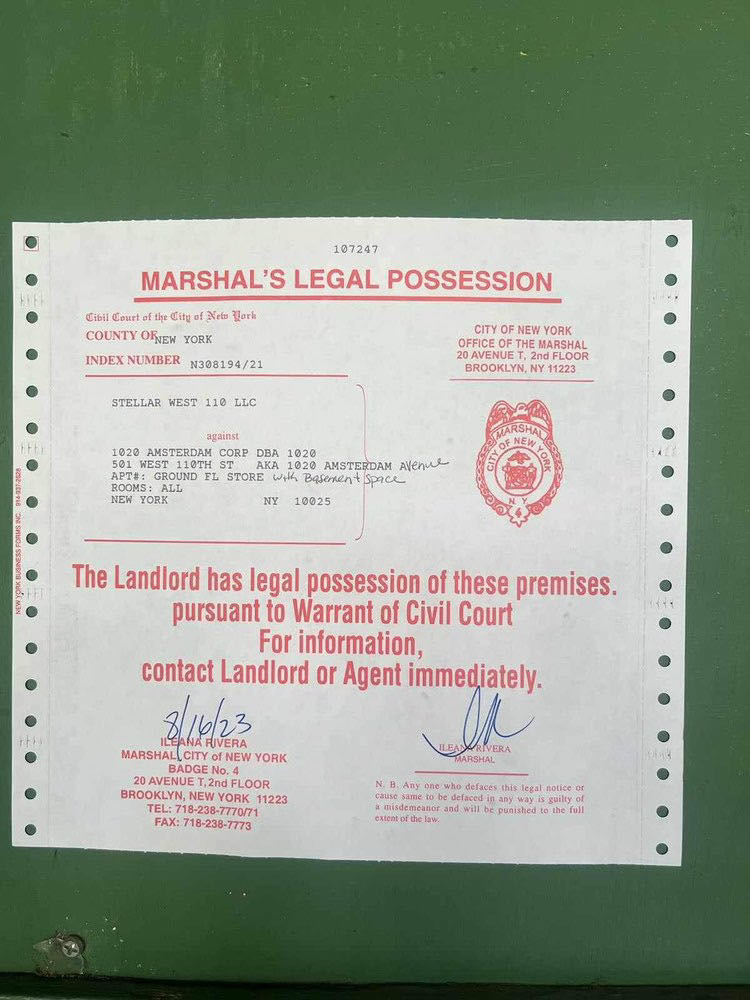 107247
MARSHAL'S LEGAL POSSESSION
Civil Court of the City of New York
COUNTY OF NEW YORK
INDEX NUMBER N308194/21
CITY OF NEW YORK
OFFICE OF THE MARSHAL
20 AVENUE T, 2nd FLOOR
BROOKLYN, NY 11223
STELLAR WEST 110 LLC
against
1020 AMSTERDAM CORP DBA 1020
501 WEST 110TH ST AKA 1020 AMSTERDAM Avenue
APT#: GROUND FL STORE with Basement Space
ROOMS: ALL
NEW YORK NY 10025
MARSHAL
CITY OF NEW YORK
N.Y.
4
NEW YORK BUSINESS FORMS INC. 914-937-2928
The Landlord has legal possession of these premises.
pursuant to Warrant of Civil Court
For information,
contact Landlord or Agent immediately.
8/16/23
ILEANA RIVERA
MARSHAL, CITY of NEW YORK
BADGE No. 4
20 AVENUE T, 2nd FLOOR
BROOKLYN, NEW YORK 11223
TEL: 718-238-7770/71
FAX: 718-238-7773
ILEANA RIVERA
MARSHAL
N. B. Any one who defaces this legal notice or
cause same to be defaced in any way is guilty of
a misdemeanor and will be punished to the full
extent of the law.